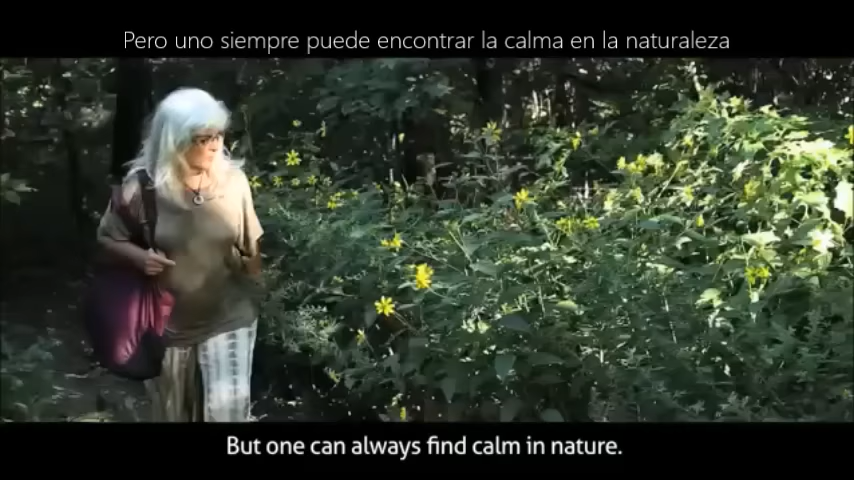 Pero uno siempre puede encontrar la calma en la naturaleza
But one can always find calm in nature.